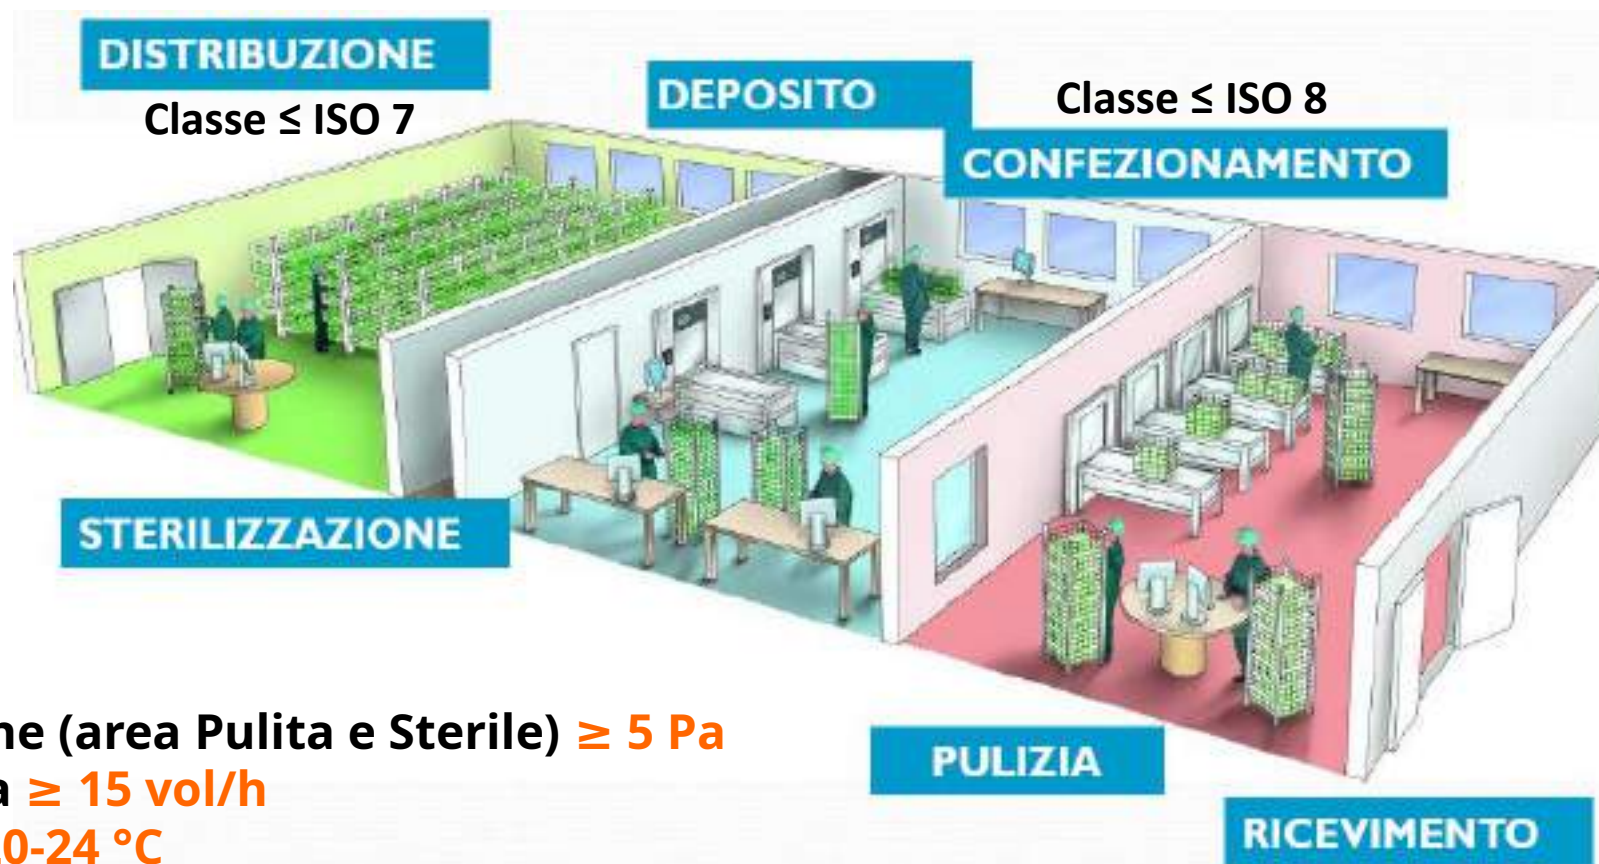 DISTRIBUZIONE
Classe ≤ ISO 7
DEPOSITO
Classe ≤ ISO 8
CONFEZIONAMENTO
STERILIZZAZIONE
(area Pulita e Sterile) ≥ 5 Pa
≥ 15 vol/h
0-24 °C
PULIZIA
RICEVIMENTO